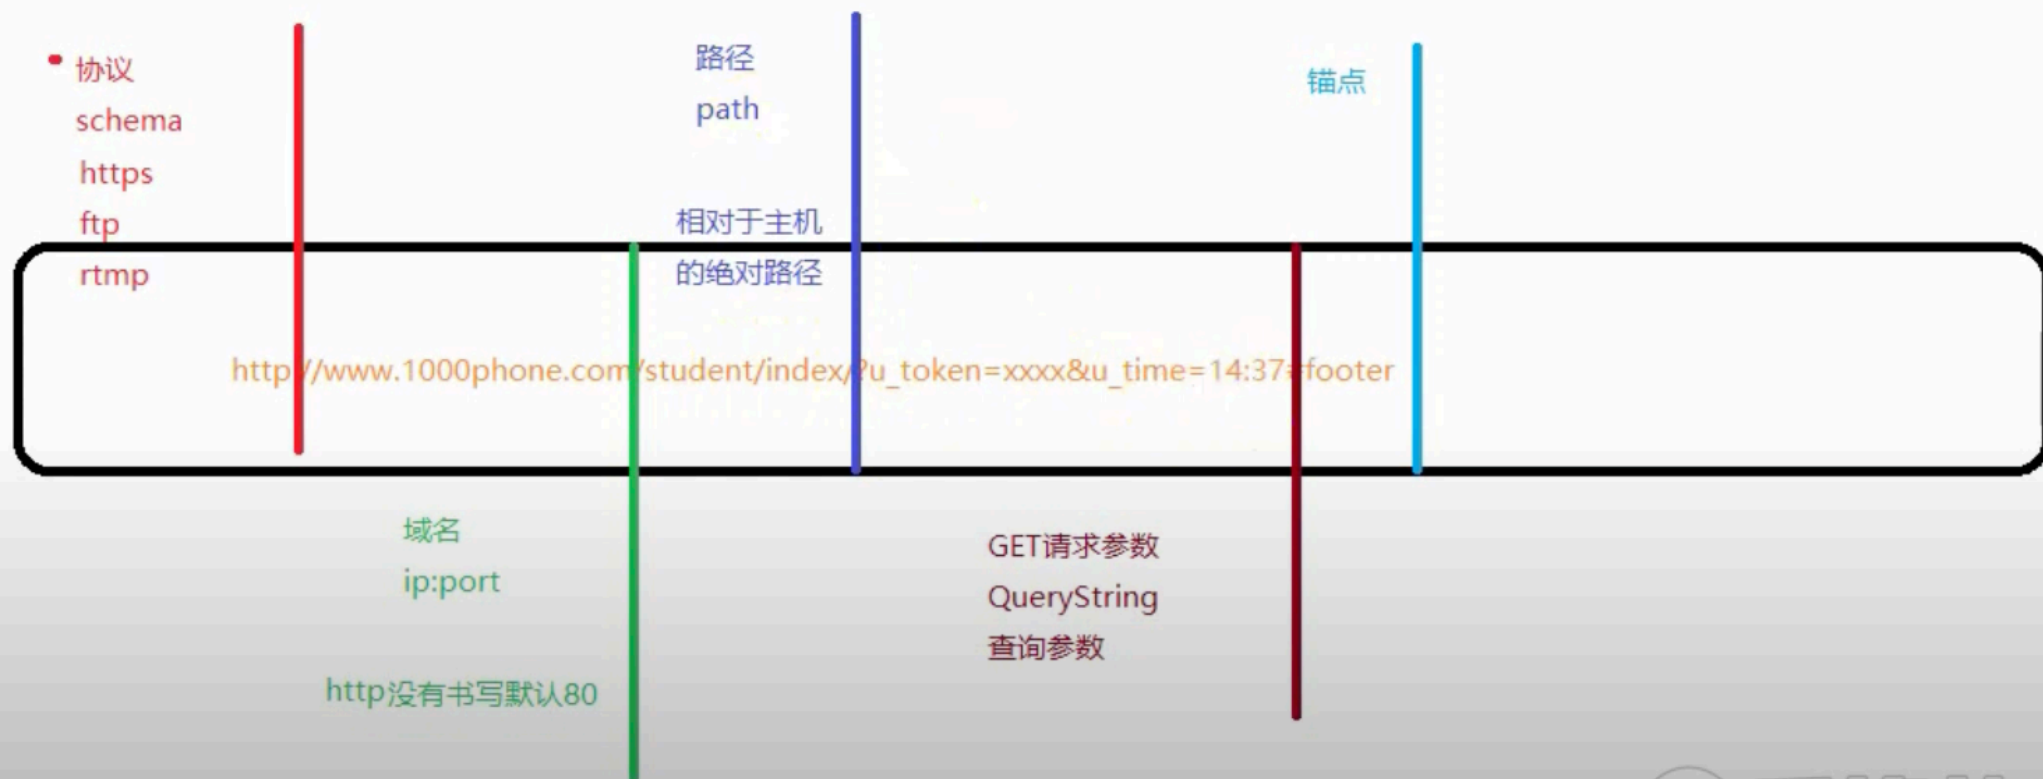 协议
schema
https
ftp
rtmp
路径
path
相对于主机
的绝对路径
锚点
http://www.1000phone.com/student/index/?u_token=xxxx&u_time=14:37#footer
域名
ip:port
http没有书写默认80
GET请求参数
QueryString
查询参数